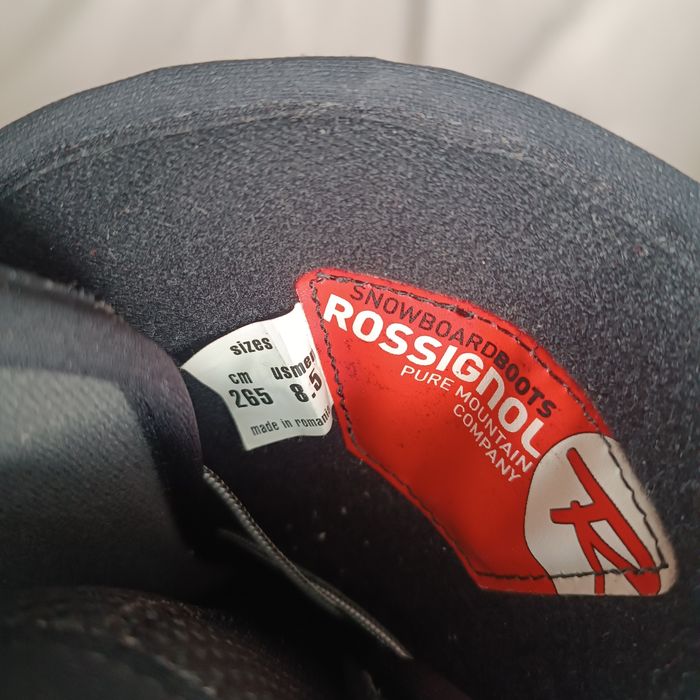 sizes
cm usmen
265 8.5
made in romania
SNOWBOARDBOOTS
ROSSIGNOL
PURE MOUNTAIN
COMPANY
R